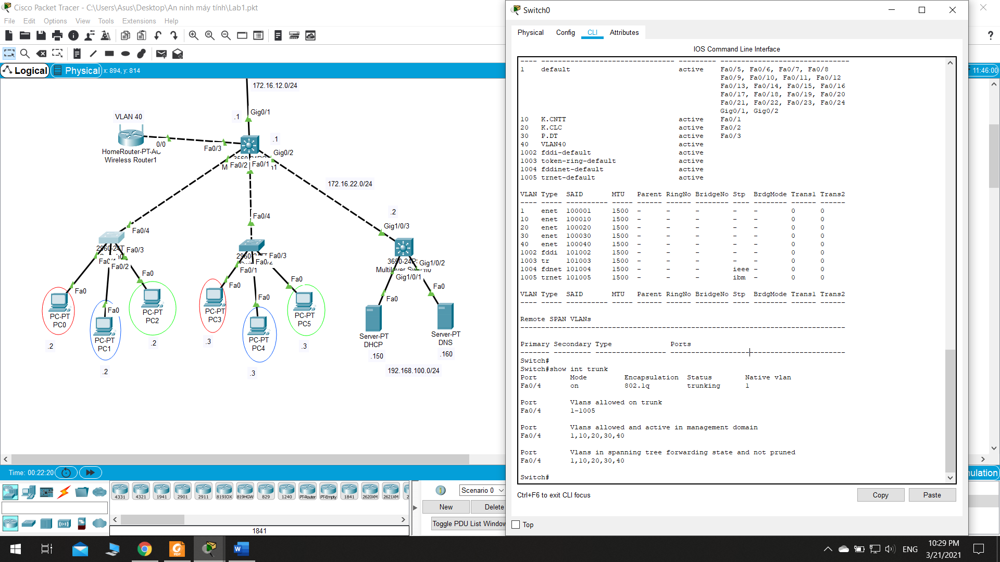 Cisco Packet Tracer - C:\Users\Asus\Desktop\An ninh máy tính\Lab1.pkt
File Edit Options View Tools Extensions Help
Logical
Physical
x: 894, y: 814
11:46:00
172.16.12.0/24
Gig0/1
.1
VLAN 40
0/0
Fa0/3
.1
Gig0/2
HomeRouter-PT-AC
Wireless Router1
Fa0/2
Fa0/1
172.16.22.0/24
.2
Gig1/0/3
Fa0/4
Fa0/4
Fa0/3
Fa0/2
Fa0/3
Fa0/1
Gig1/0/2
Gig1/0/1
Fa0
PC-PT
PC0
.2
Fa0
PC-PT
PC1
.2
Fa0
PC-PT
PC2
.2
Fa0
PC-PT
PC3
.3
Fa0
PC-PT
PC4
.3
Fa0
PC-PT
PC5
.3
Fa0
Server-PT
DHCP
.150
Fa0
Server-PT
DNS
.160
192.168.100.0/24
Time: 00:22:20
4331 4321 1941 2901 2911 819IOX 819HGW 829 1240 PT-Router PT-Empty 1841 2620XM 2621XM
1841
Scenario 0
New
Delete
Toggle PDU List Window
Switch0
Physical Config CLI Attributes
IOS Command Line Interface
---- -------------------------------- --------- -------------------------------
1 default active Fa0/5, Fa0/6, Fa0/7, Fa0/8
Fa0/9, Fa0/10, Fa0/11, Fa0/12
Fa0/13, Fa0/14, Fa0/15, Fa0/16
Fa0/17, Fa0/18, Fa0/19, Fa0/20
Fa0/21, Fa0/22, Fa0/23, Fa0/24
Gig0/1, Gig0/2
10 K.CNTT active Fa0/1
20 K.CLC active Fa0/2
30 P.DT active Fa0/3
40 VLAN40 active
1002 fddi-default active
1003 token-ring-default active
1004 fddinet-default active
1005 trnet-default active
VLAN Type SAID MTU Parent RingNo BridgeNo Stp BrdgMode Trans1 Trans2
---- ----- ---------- ----- ------ ------ -------- ---- -------- ------ ------
1 enet 100001 1500 - - - - - 0 0
10 enet 100010 1500 - - - - - 0 0
20 enet 100020 1500 - - - - - 0 0
30 enet 100030 1500 - - - - - 0 0
40 enet 100040 1500 - - - - - 0 0
1002 fddi 101002 1500 - - - - - 0 0
1003 tr 101003 1500 - - - - - 0 0
1004 fdnet 101004 1500 - - - ieee - 0 0
1005 trnet 101005 1500 - - - ibm - 0 0
VLAN Type SAID MTU Parent RingNo BridgeNo Stp BrdgMode Trans1 Trans2
---- ----- ---------- ----- ------ ------ -------- ---- -------- ------ ------
Remote SPAN VLANs
------------------------------------------------------------------------------
Primary Secondary Type Ports
------- --------- ----------------- ------------------------------------------
Switch#
Switch#show int trunk
Port Mode Encapsulation Status Native vlan
Fa0/4 on 802.1q trunking 1
Port Vlans allowed on trunk
Fa0/4 1-1005
Port Vlans allowed and active in management domain
Fa0/4 1,10,20,30,40
Port Vlans in spanning tree forwarding state and not pruned
Fa0/4 1,10,20,30,40
Switch#
Ctrl+F6 to exit CLI focus
Copy
Paste
Top
ENG
10:29 PM
3/21/2021